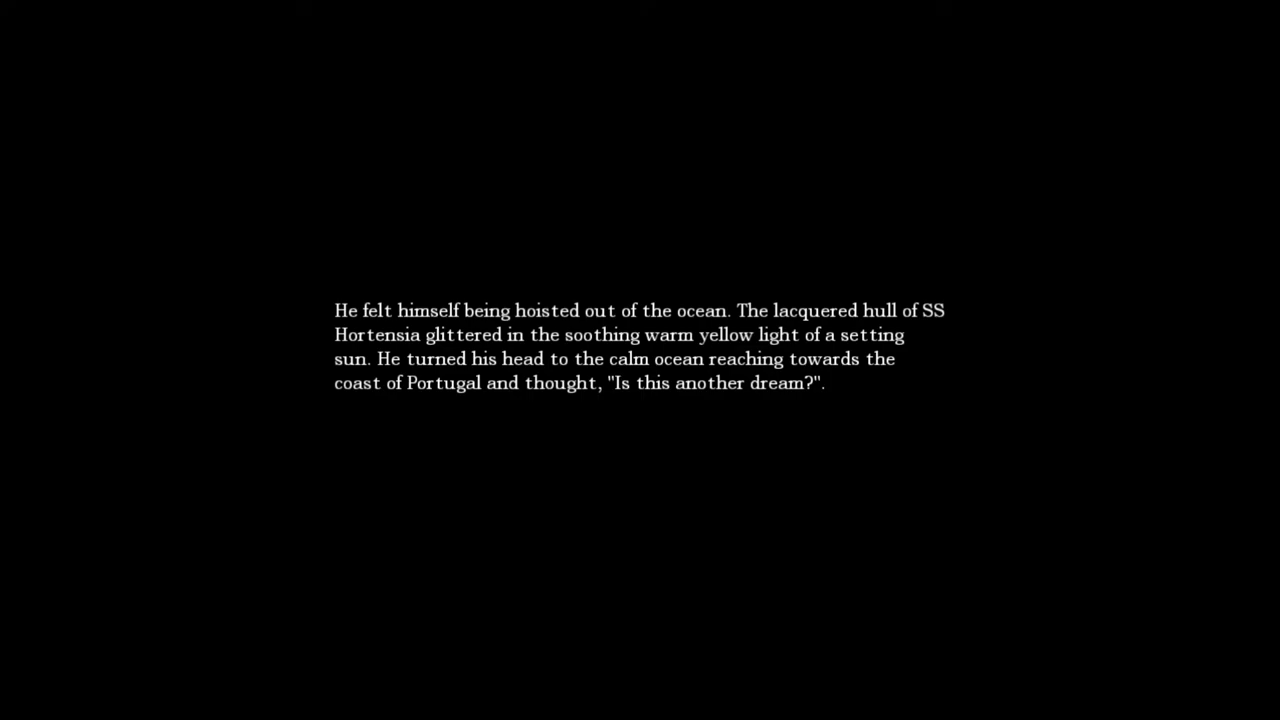 He felt himself being hoisted out of the ocean. The lacquered hull of SS
Hortensia glittered in the soothing warm yellow light of a setting
sun. He turned his head to the calm ocean reaching towards the
coast of Portugal and thought, "Is this another dream?".